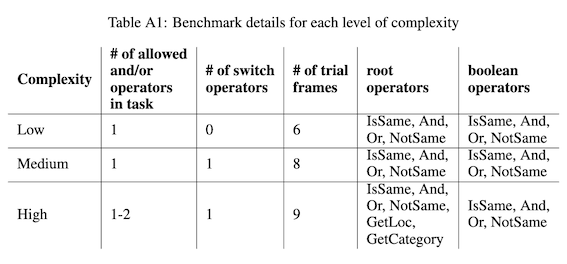 Table A1: Benchmark details for each level of complexity
Complexity
# of allowed
and/or
operators
in task
# of switch
operators
# of trial
frames
root
operators
boolean
operators
Low
1
0
6
IsSame, And,
Or, NotSame
IsSame, And,
Or, NotSame
Medium
1
1
8
IsSame, And,
Or, NotSame
IsSame, And,
Or, NotSame
High
1-2
1
9
IsSame, And,
Or, NotSame,
GetLoc,
GetCategory
IsSame, And,
Or, NotSame